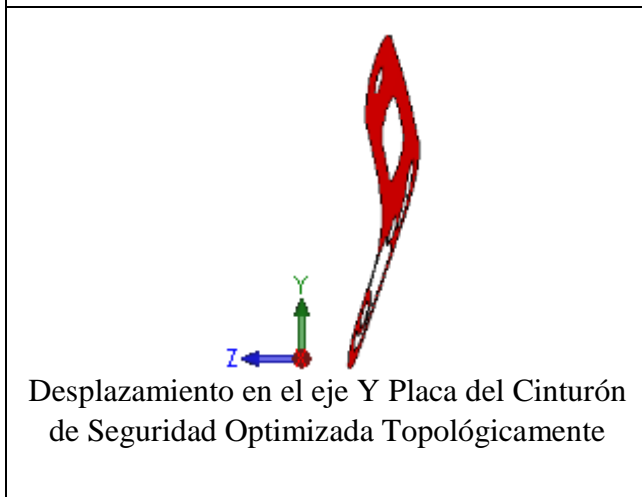 Y
Z
Desplazamiento en el eje Y Placa del Cinturón
de Seguridad Optimizada Topológicamente